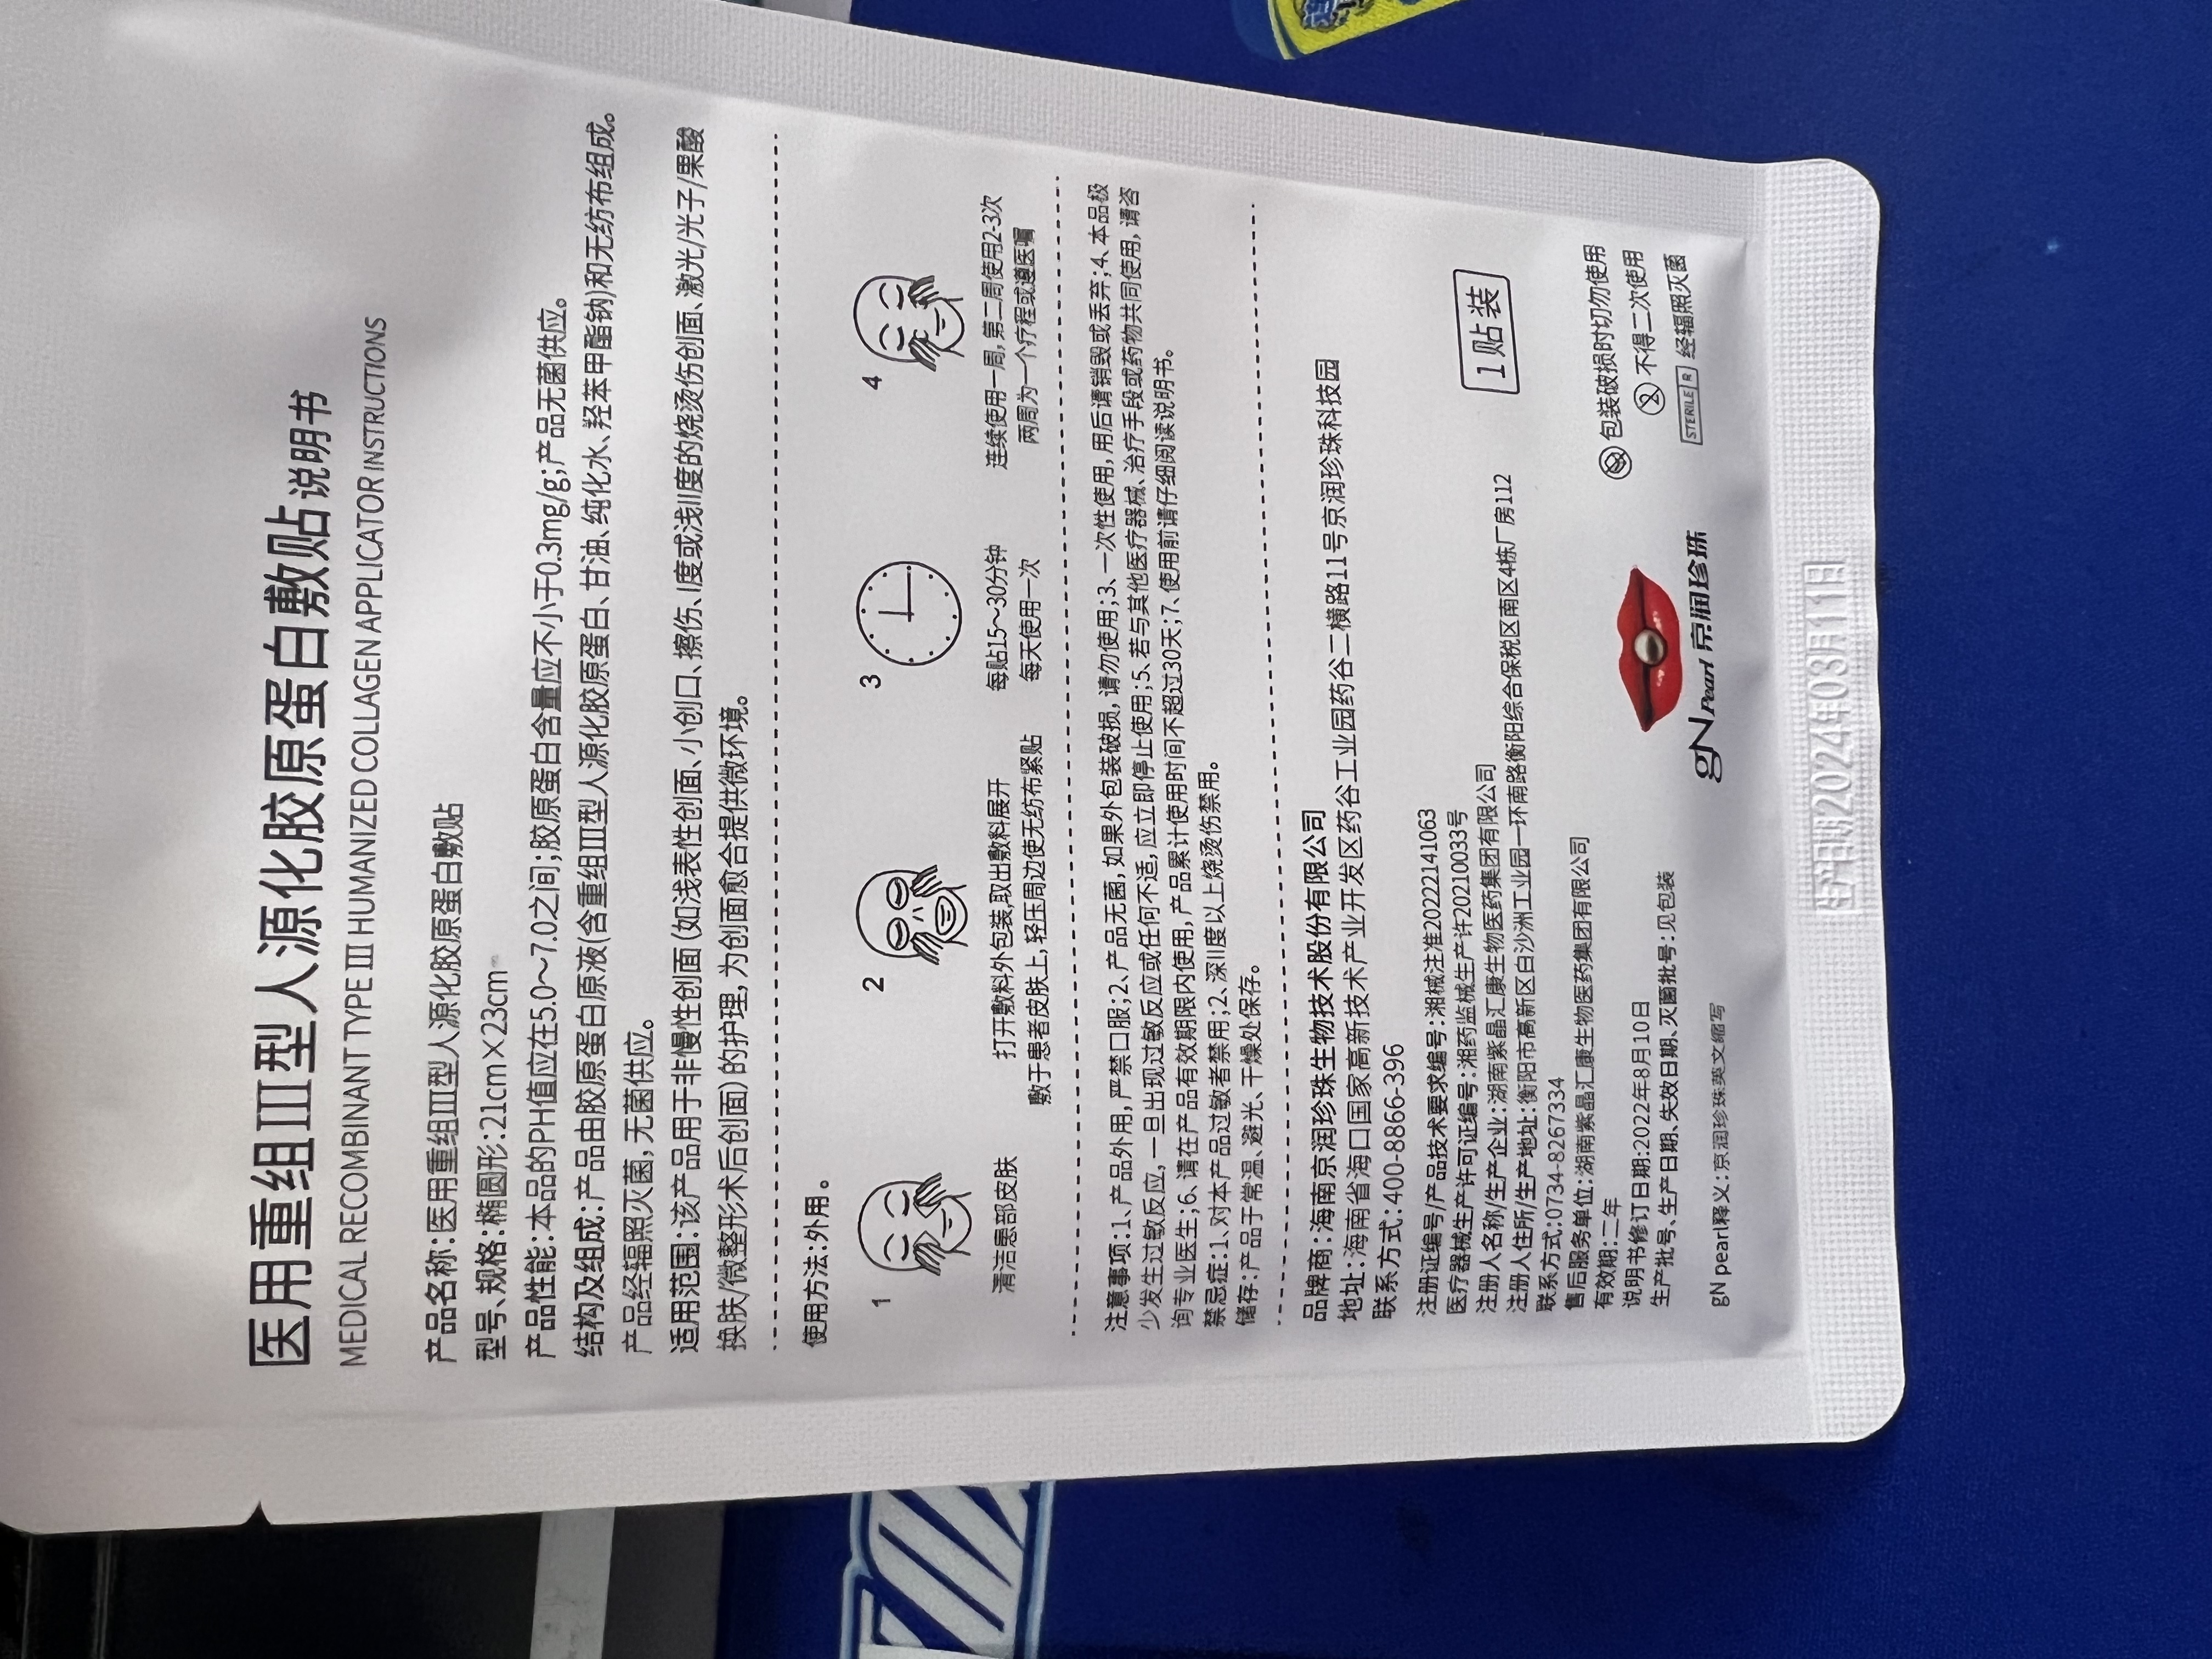 医用重组III型人源化胶原蛋白敷贴说明书
MEDICAL RECOMBINANT TYPE III HUMANIZED COLLAGEN APPLICATOR INSTRUCTIONS
产品名称:医用重组III型人源化胶原蛋白敷贴
型号、规格:椭圆形:21cm×23cm
产品性能:本品的PH值应在5.0~7.0之间;胶原蛋白含量应不小于0.3mg/g;产品无菌供应。
结构及组成:产品由胶原蛋白原液(含重组III型人源化胶原蛋白、甘油、纯化水、羟苯甲酯钠)和无纺布组成。
产品经辐照灭菌,无菌供应。
适用范围:该产品用于非慢性创面(如浅表性创面、小创口、擦伤、I度或浅II度的烧烫伤创面、激光/光子/果酸
换肤/微整形术后创面)的护理,为创面愈合提供微环境。
使用方法:外用。
1
清洁患部皮肤
2
打开敷料外包装,取出敷料展开
敷于患者皮肤上,轻压周边使无纺布紧贴
3
每贴15~30分钟
每天使用一次
4
连续使用一周,第二周使用2-3次
两周为一个疗程或遵医嘱
注意事项:1、产品外用,严禁口服;2、产品无菌,如果外包装破损,请勿使用;3、一次性使用,用后请销毁或丢弃;4、本品极
少发生过敏反应,一旦出现过敏反应或任何不适,应立即停止使用;5、若与其他医疗器械、治疗手段或药物共同使用,请咨
询专业医生;6、请在产品有效期限内使用,产品累计使用时间不超过30天;7、使用前请仔细阅读说明书。
禁忌症:1、对本产品过敏者禁用;2、深II度以上烧烫伤禁用。
储存:产品于常温、避光、干燥处保存。
品牌商:海南京润珍珠生物技术股份有限公司
地址:海南省海口国家高新技术产业开发区药谷工业园药谷二横路11号京润珍珠科技园
联系方式:400-8866-396
注册证编号/产品技术要求编号:湘械注准20222141063
医疗器械生产许可证编号:湘药监械生产许20210033号
注册人名称/生产企业:湖南紫晶汇康生物医药集团有限公司
注册人住所/生产地址:衡阳市高新区白沙洲工业园一环南路衡阳综合保税区南区4栋厂房112
联系方式:0734-8267334
售后服务单位:湖南紫晶汇康生物医药集团有限公司
有效期:二年
说明书修订日期:2022年8月10日
生产批号、生产日期、失效日期、灭菌批号:见包装
gN pearl释义:京润珍珠英文缩写
1贴装
包装破损时切勿使用
不得二次使用
STERILE R 经辐照灭菌
gN Pearl 京润珍珠
生产日期20240311日